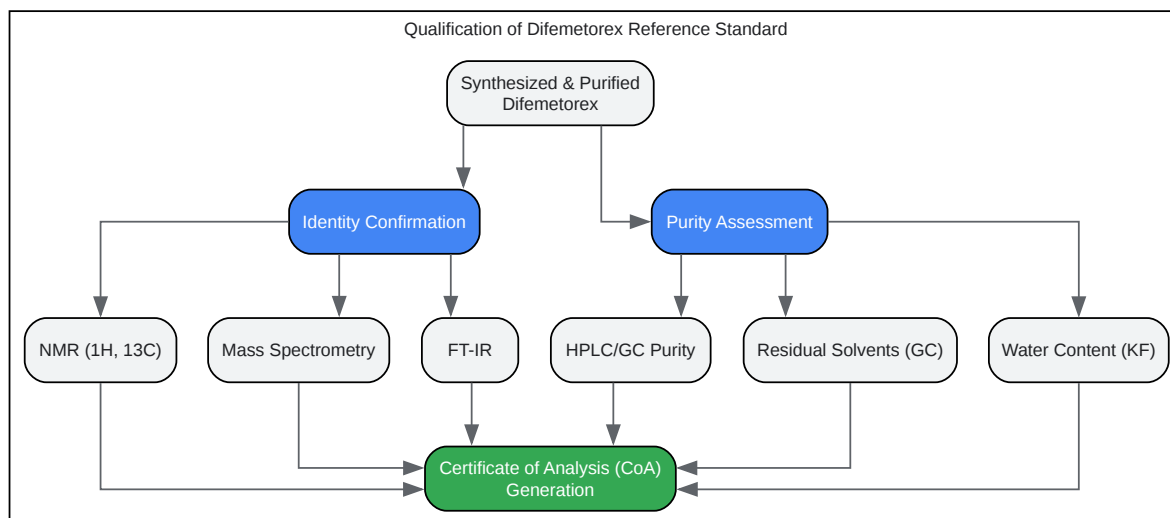 Qualification of Difemetorex Reference Standard
Synthesized & Purified
Difemetorex
Identity Confirmation
Purity Assessment
NMR (1H, 13C)
Mass Spectrometry
FT-IR
HPLC/GC Purity
Residual Solvents (GC)
Water Content (KF)
Certificate of Analysis (CoA)
Generation